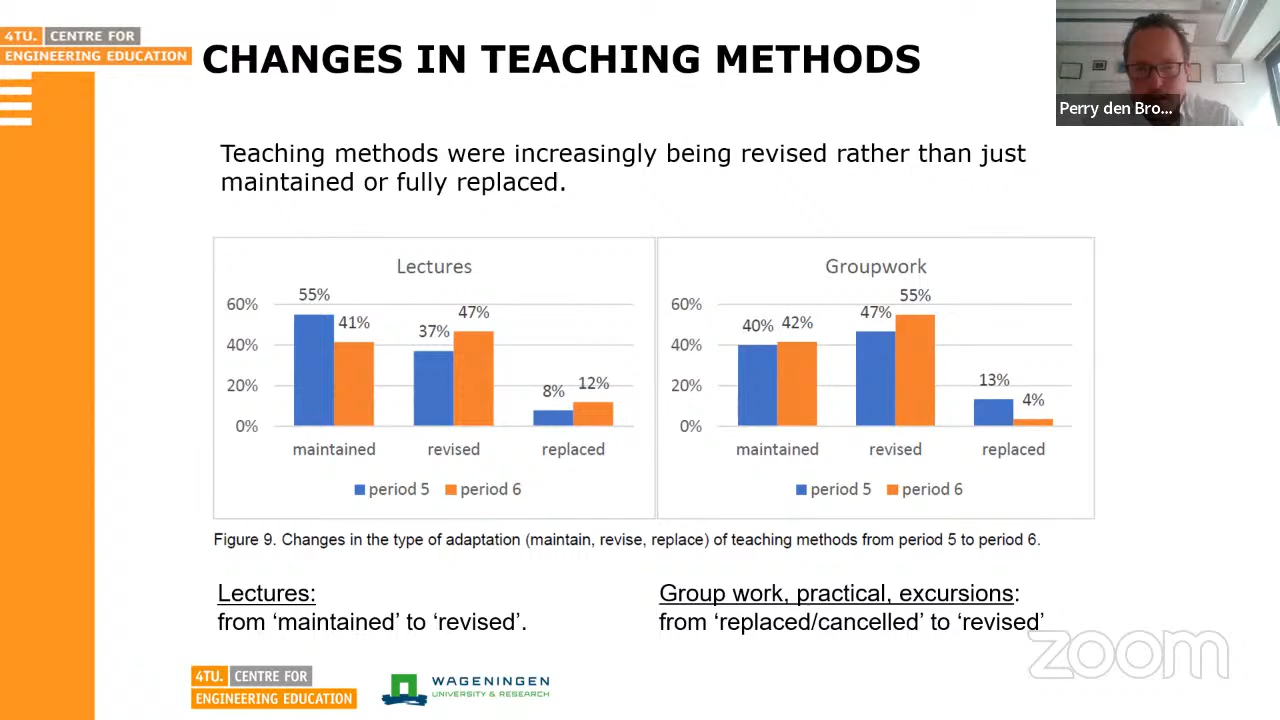 4TU. CENTRE FOR
ENGINEERING EDUCATION
CHANGES IN TEACHING METHODS
Perry den Bro...
Teaching methods were increasingly being revised rather than just
maintained or fully replaced.
Lectures
60%
40%
20%
0%
55%
41%
37%
47%
8%
12%
maintained
revised
replaced
period 5
period 6
Groupwork
60%
40%
20%
0%
40%
42%
47%
55%
13%
4%
maintained
revised
replaced
period 5
period 6
Figure 9. Changes in the type of adaptation (maintain, revise, replace) of teaching methods from period 5 to period 6.
Lectures:
from ‘maintained’ to ‘revised’.
Group work, practical, excursions:
from ‘replaced/cancelled’ to ‘revised’
zoom
4TU. CENTRE FOR
ENGINEERING EDUCATION
WAGENINGEN
UNIVERSITY & RESEARCH